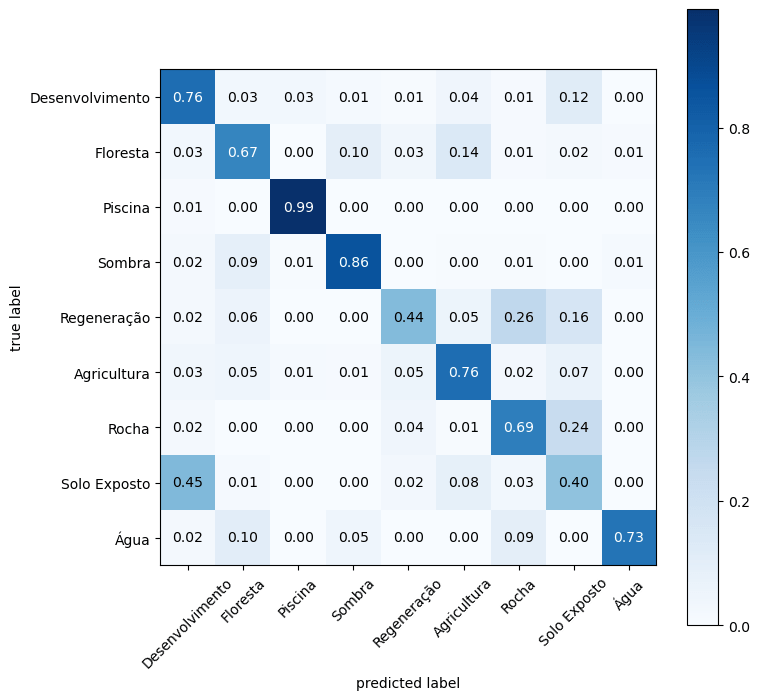 Desenvolvimento 0.76 0.03 0.03 0.01 0.01 0.04 0.01 0.12 0.00
Floresta 0.03 0.67 0.00 0.10 0.03 0.14 0.01 0.02 0.01
Piscina 0.01 0.00 0.99 0.00 0.00 0.00 0.00 0.00 0.00
Sombra 0.02 0.09 0.01 0.86 0.00 0.00 0.01 0.00 0.01
Regeneração 0.02 0.06 0.00 0.00 0.44 0.05 0.26 0.16 0.00
Agricultura 0.03 0.05 0.01 0.01 0.05 0.76 0.02 0.07 0.00
Rocha 0.02 0.00 0.00 0.00 0.04 0.01 0.69 0.24 0.00
Solo Exposto 0.45 0.01 0.00 0.00 0.02 0.08 0.03 0.40 0.00
Água 0.02 0.10 0.00 0.05 0.00 0.00 0.09 0.00 0.73
true label
Desenvolvimento
Floresta
Piscina
Sombra
Regeneração
Agricultura
Rocha
Solo Exposto
Água
predicted label
0.8
0.6
0.4
0.2
0.0